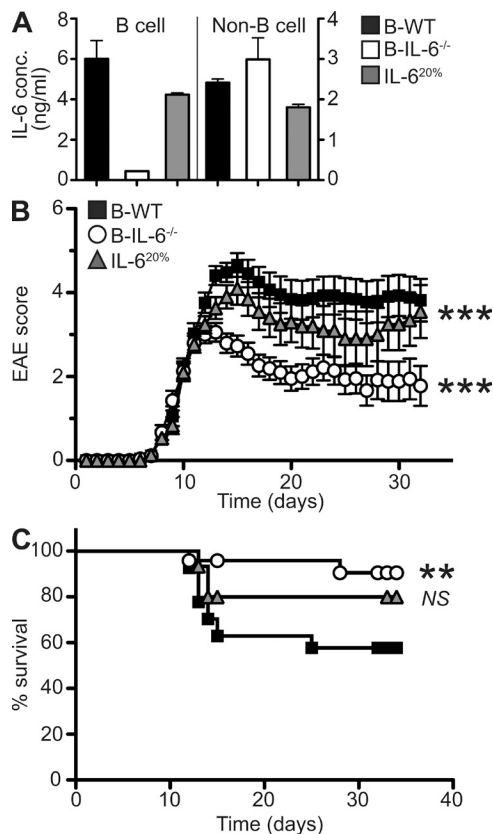 A
B cell
Non-B cell
IL-6 conc.
(ng/ml)
8
6
4
2
0
4
3
2
1
0
B-WT
B-IL-6⁻/⁻
IL-6²⁰%
B
B-WT
B-IL-6⁻/⁻
IL-6²⁰%
EAE score
6
4
2
0
***
***
0 10 20 30
Time (days)
C
% survival
100
80
60
40
20
0
**
NS
0 10 20 30 40
Time (days)